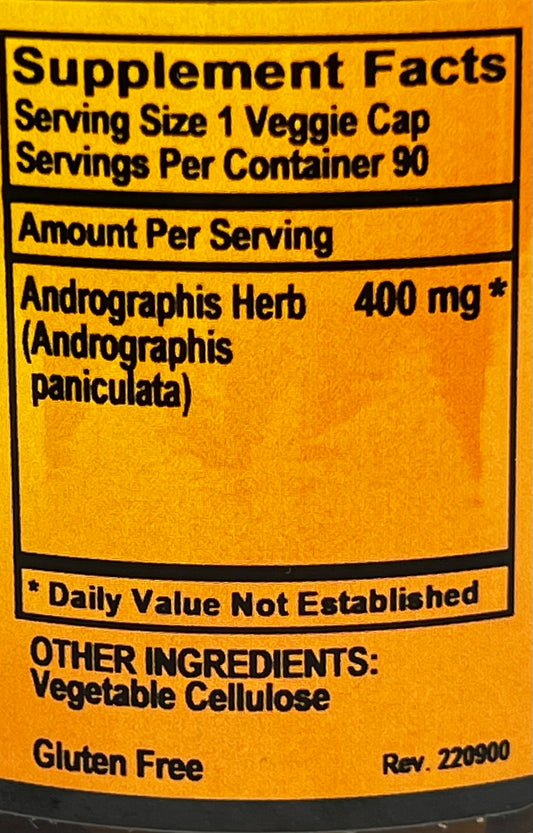 Supplement Facts
Serving Size 1 Veggie Cap
Servings Per Container 90
Amount Per Serving
Andrographis Herb 400 mg *
(Andrographis
paniculata)
* Daily Value Not Established
OTHER INGREDIENTS:
Vegetable Cellulose
Gluten Free Rev. 220900